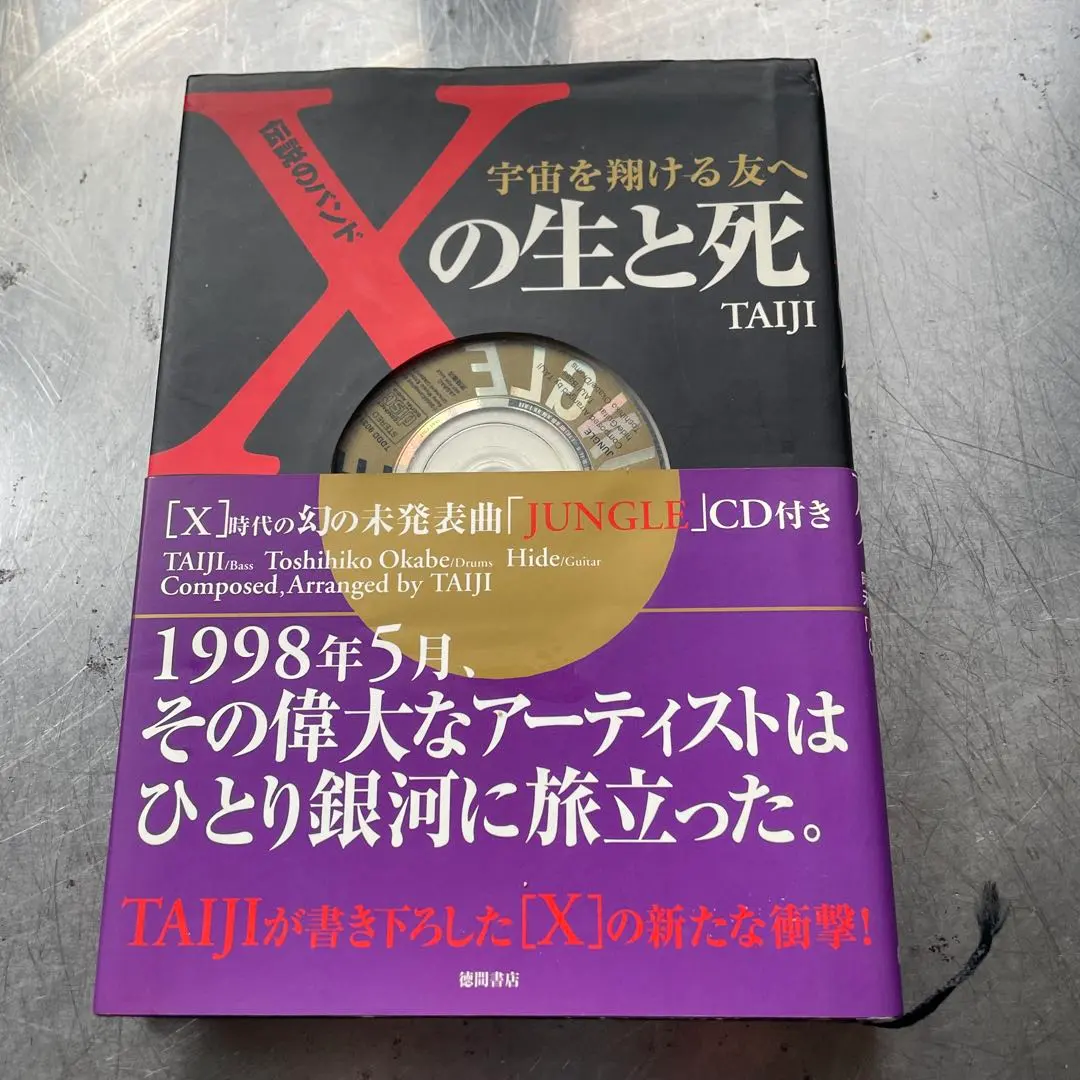 宇宙を翔ける友へ
伝説のバンド
Xの生と死
TAIJI
JUNGLE
STEREO
[X]時代の幻の未発表曲「JUNGLE」CD付き
TAIJI/Bass Toshihiko Okabe/Drums Hide/Guitar
Composed,Arranged by TAIJI
1998年5月、
その偉大なアーティストは
ひとり銀河に旅立った。
TAIJIが書き下ろした[X]の新たな衝撃!
徳間書店